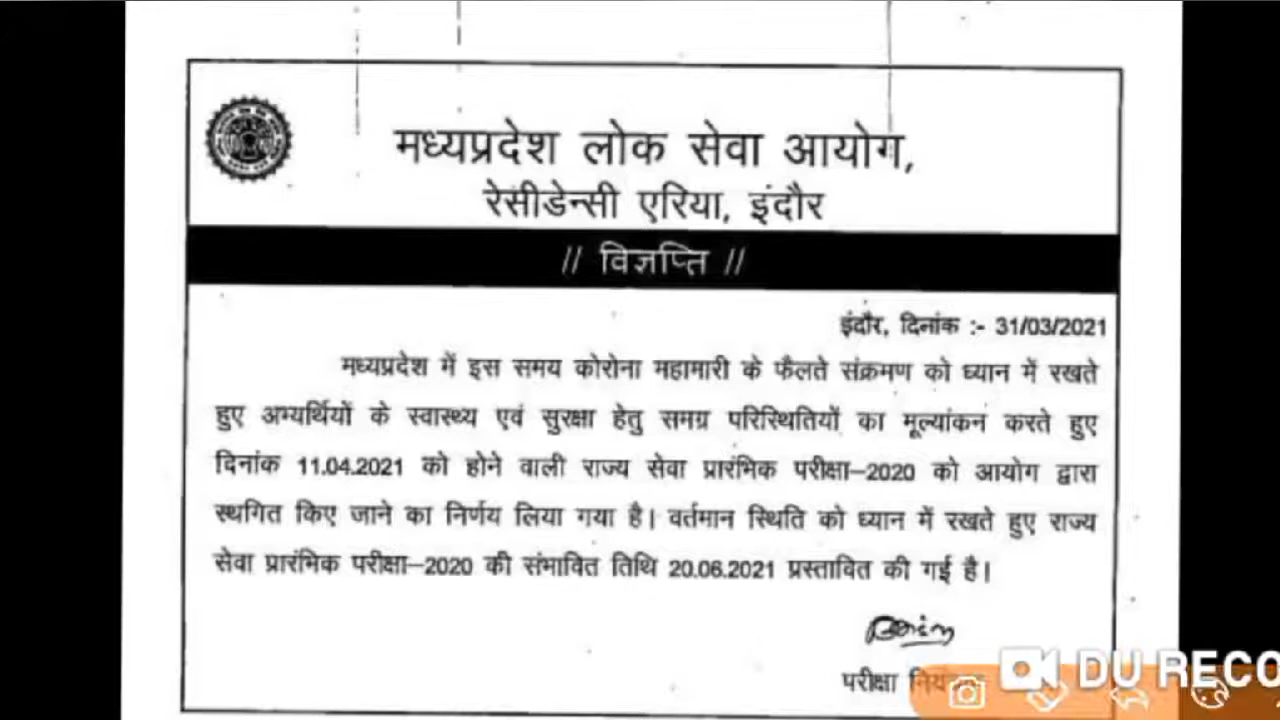 मध्यप्रदेश लोक सेवा आयोग,
रेसीडेन्सी एरिया, इंदौर
// विज्ञप्ति //
इंदौर, दिनांक :- 31/03/2021
मध्यप्रदेश में इस समय कोरोना महामारी के फैलते संक्रमण को ध्यान में रखते
हुए अभ्यर्थियों के स्वास्थ्य एवं सुरक्षा हेतु समग्र परिस्थितियों का मूल्यांकन करते हुए
दिनांक 11.04.2021 को होने वाली राज्य सेवा प्रारंभिक परीक्षा–2020 को आयोग द्वारा
स्थगित किए जाने का निर्णय लिया गया है। वर्तमान स्थिति को ध्यान में रखते हुए राज्य
सेवा प्रारंभिक परीक्षा–2020 की संभावित तिथि 20.06.2021 प्रस्तावित की गई है।
परीक्षा
DU RECO